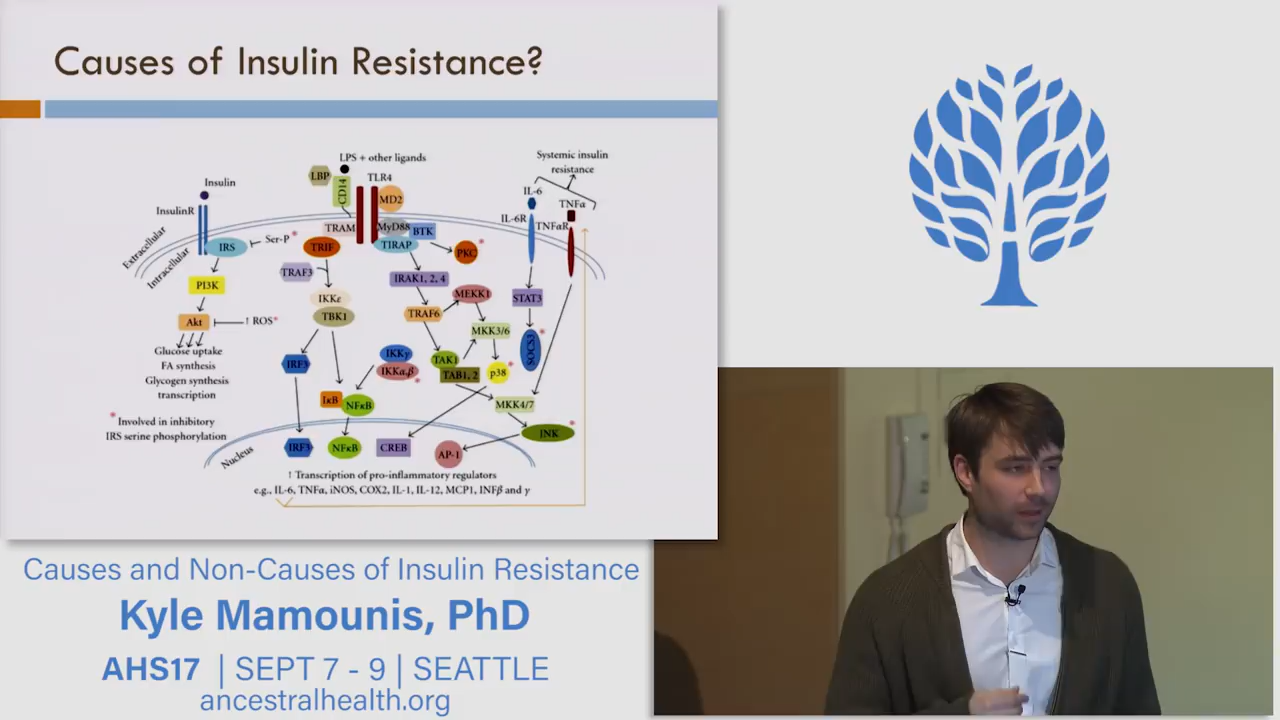 Causes of Insulin Resistance?
LPS + other ligands
Systemic insulin
resistance
LBP
CD14
TLR4
Insulin
MD2
IL-6
TNFα
InsulinR
IL-6R
TNFαR
TRAM
MyD88
BTK
Extracellular
Intracellular
IRS
Ser-P *
TRIF
TIRAP
PKC *
TRAF3
IRAK1, 2, 4
PI3K
IKKε
MEKK1
STAT3
TBK1
TRAF6
Akt
↑ ROS*
MKK3/6
SOCS3 *
Glucose uptake
FA synthesis
Glycogen synthesis
transcription
IRF3
IKKγ
IKKα,β *
TAK1
TAB1, 2
p38 *
IκB
NFκB
MKK4/7
* Involved in inhibitory
IRS serine phosphorylation
JNK
Nucleus
IRF3
NFκB
CREB
AP-1
↑ Transcription of pro-inflammatory regulators
e.g., IL-6, TNFα, iNOS, COX2, IL-1, IL-12, MCP1, INFβ and γ
Causes and Non-Causes of Insulin Resistance
Kyle Mamounis, PhD
AHS17 | SEPT 7 - 9 | SEATTLE
ancestralhealth.org